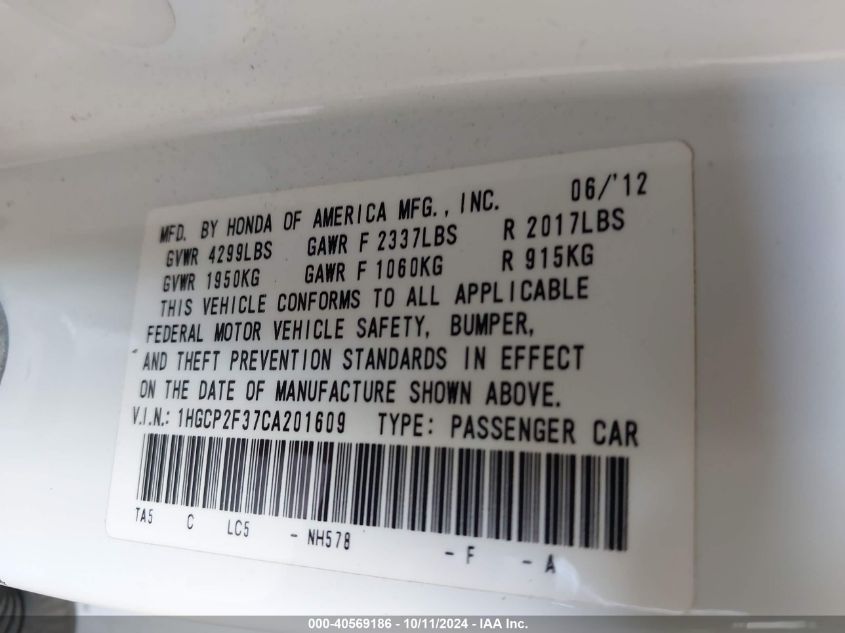 MFD. BY HONDA OF AMERICA MFG., INC. 06/'12
GVWR 4299LBS GAWR F 2337LBS R 2017LBS
GVWR 1950KG GAWR F 1060KG R 915KG
THIS VEHICLE CONFORMS TO ALL APPLICABLE
FEDERAL MOTOR VEHICLE SAFETY, BUMPER,
AND THEFT PREVENTION STANDARDS IN EFFECT
ON THE DATE OF MANUFACTURE SHOWN ABOVE.
V.I.N.: 1HGCP2F37CA201609 TYPE: PASSENGER CAR
TA5 C LC5 - NH578 - F - A
000-40569186 - 10/11/2024 - IAA Inc.